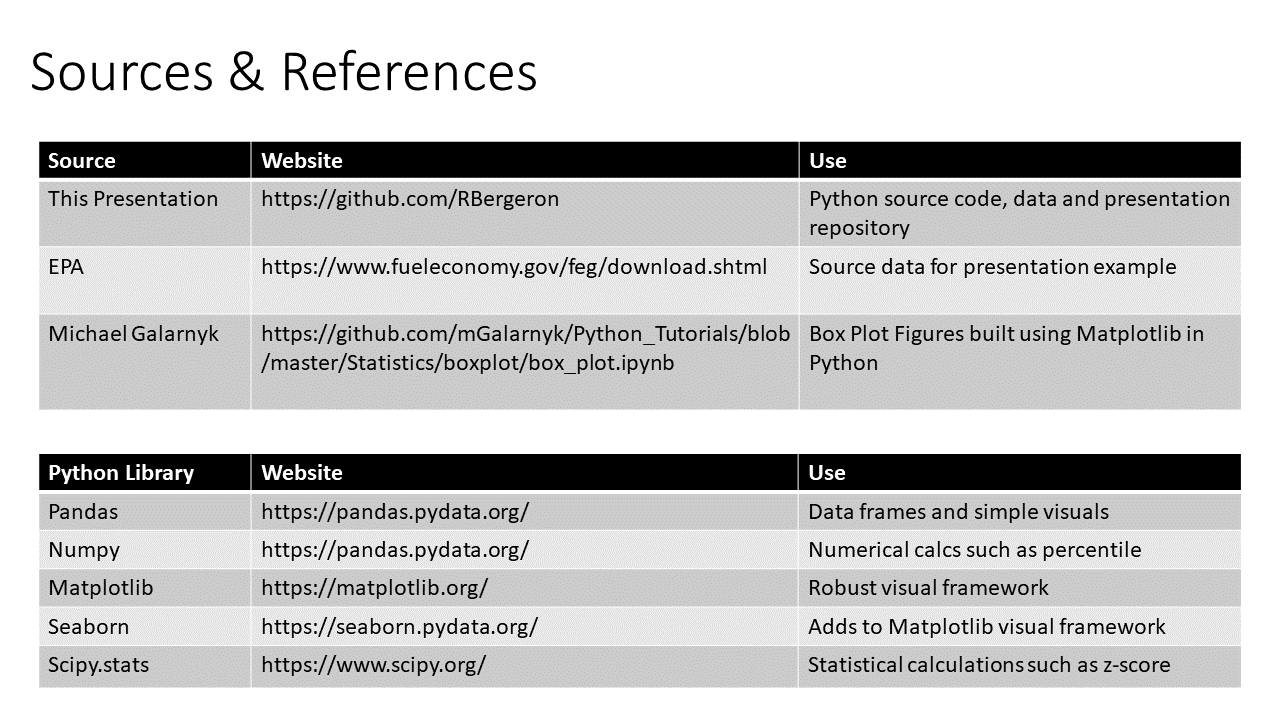 Sources & References
Source Website Use
This Presentation https://github.com/RBergeron Python source code, data and presentation
repository
EPA https://www.fueleconomy.gov/feg/download.shtml Source data for presentation example
Michael Galarnyk https://github.com/mGalarnyk/Python_Tutorials/blob Box Plot Figures built using Matplotlib in
/master/Statistics/boxplot/box_plot.ipynb Python
Python Library Website Use
Pandas https://pandas.pydata.org/ Data frames and simple visuals
Numpy https://pandas.pydata.org/ Numerical calcs such as percentile
Matplotlib https://matplotlib.org/ Robust visual framework
Seaborn https://seaborn.pydata.org/ Adds to Matplotlib visual framework
Scipy.stats https://www.scipy.org/ Statistical calculations such as z-score